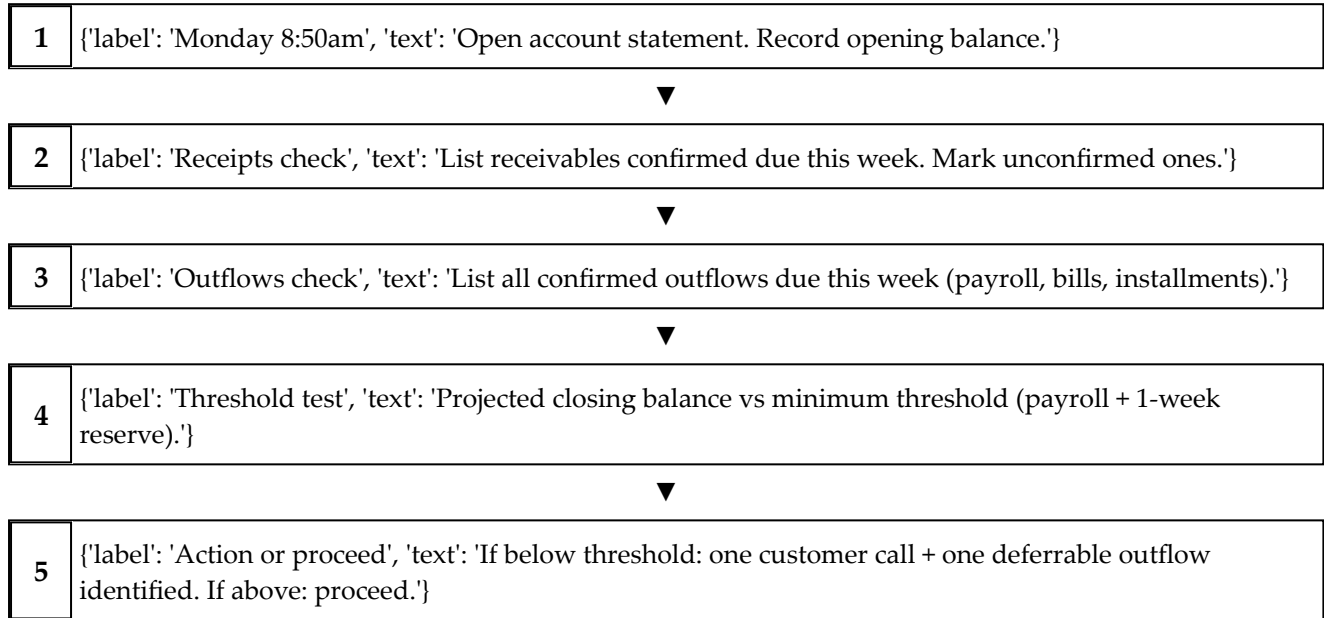 1 {'label': 'Monday 8:50am', 'text': 'Open account statement. Record opening balance.'}
▼
2 {'label': 'Receipts check', 'text': 'List receivables confirmed due this week. Mark unconfirmed ones.'}
▼
3 {'label': 'Outflows check', 'text': 'List all confirmed outflows due this week (payroll, bills, installments).'}
▼
4 {'label': 'Threshold test', 'text': 'Projected closing balance vs minimum threshold (payroll + 1-week
reserve).'}
▼
5 {'label': 'Action or proceed', 'text': 'If below threshold: one customer call + one deferrable outflow
identified. If above: proceed.'}